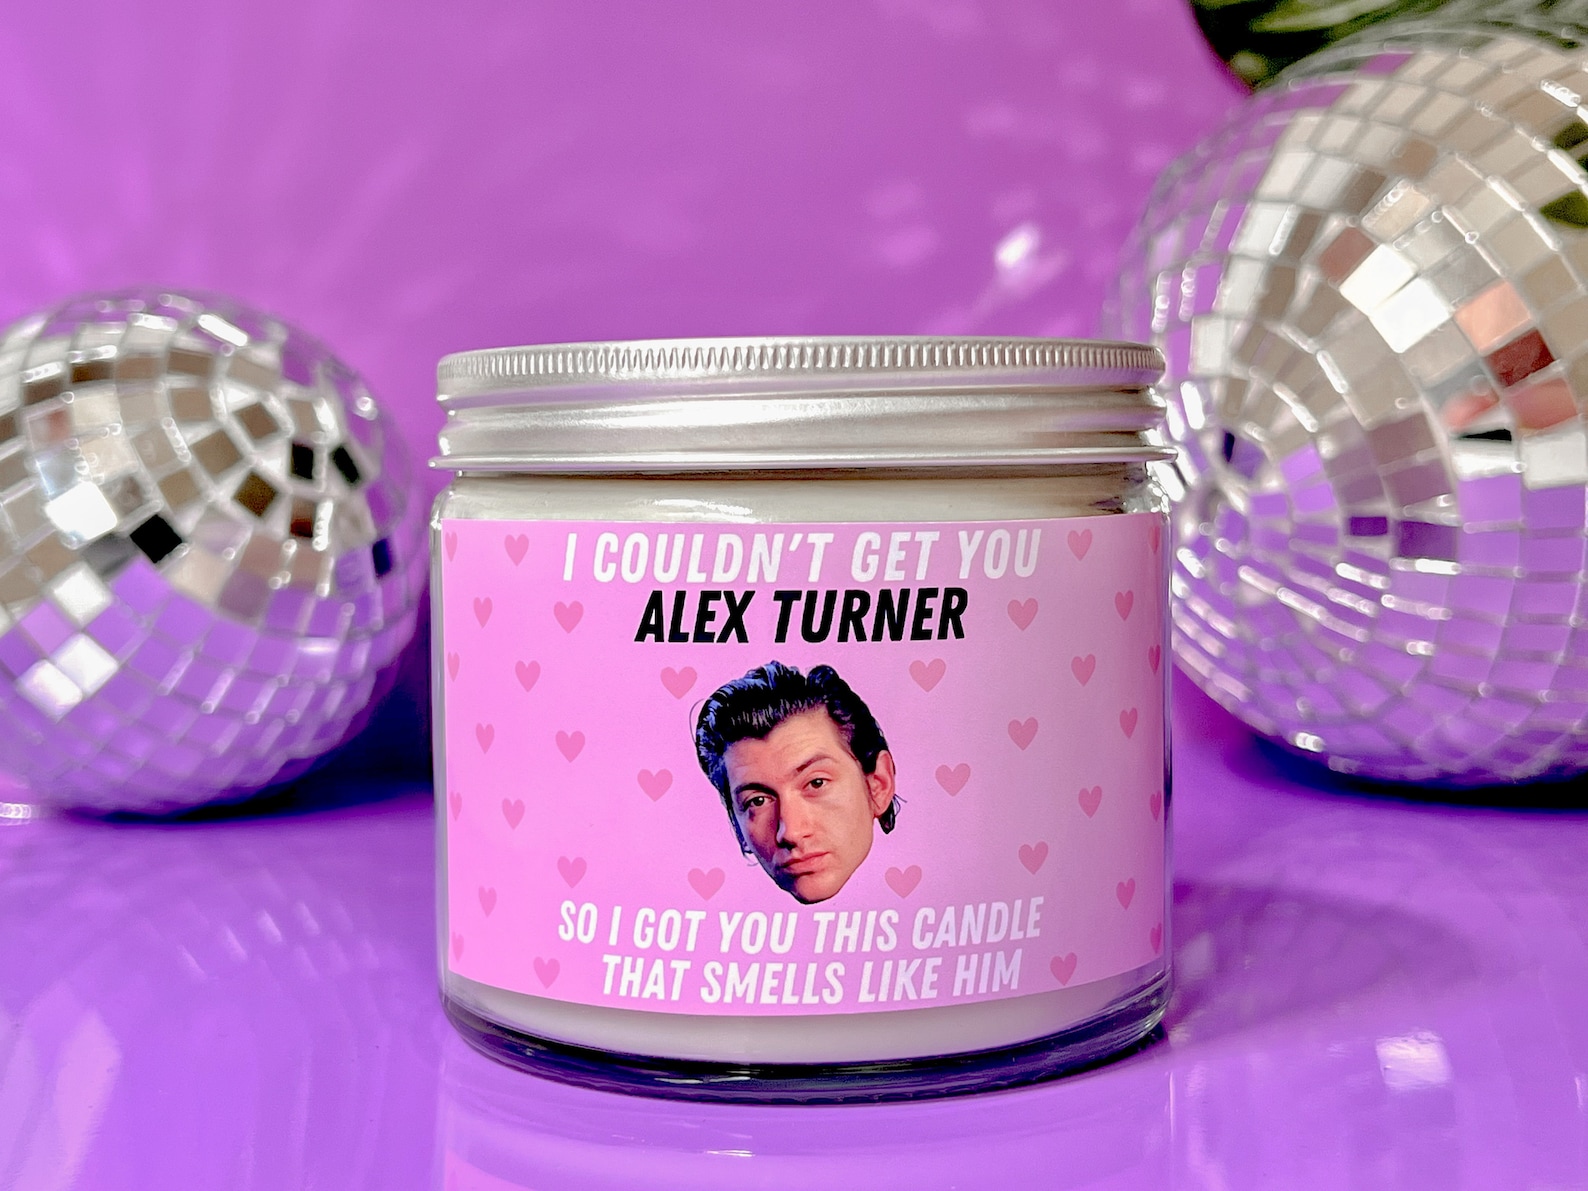 I COULDN'T GET YOU
ALEX TURNER
SO I GOT YOU THIS CANDLE
THAT SMELLS LIKE HIM